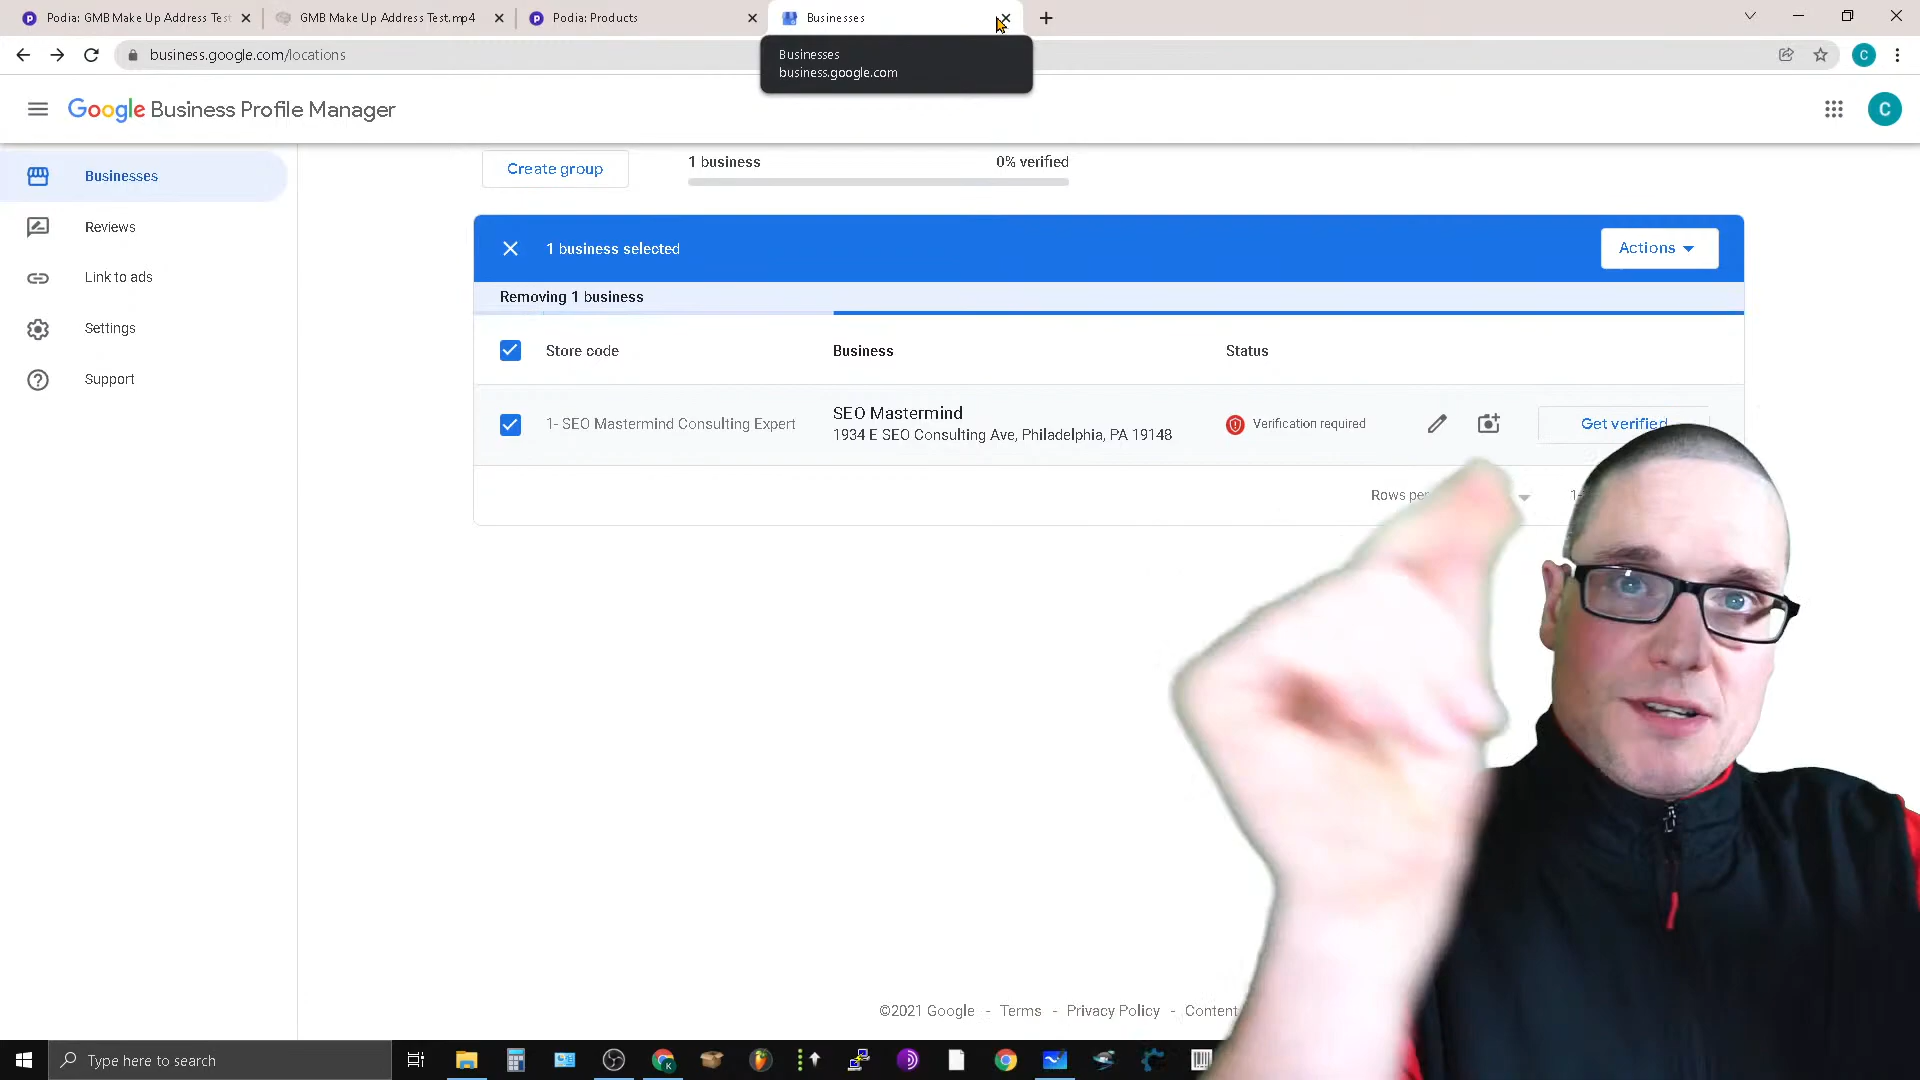 Podia: GMB Make Up Address Tes
GMB Make Up Address Test.mp4
Podia: Products
Businesses
business.google.com/locations
C
Businesses
business.google.com
Google Business Profile Manager
C
Businesses
Reviews
Link to ads
Settings
Support
Create group
1 business
0% verified
1 business selected
Actions
Removing 1 business
Store code
Business
Status
1- SEO Mastermind Consulting Expert
SEO Mastermind
1934 E SEO Consulting Ave, Philadelphia, PA 19148
Verification required
Get verified
Rows per
1-
©2021 Google - Terms - Privacy Policy - Content
Type here to search
K